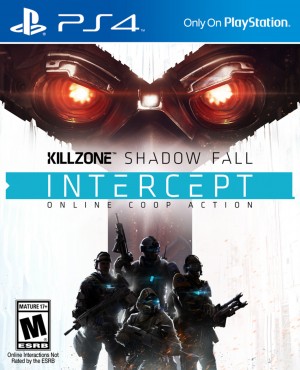 PS4
Only On PlayStation®
KILLZONE™ SHADOW FALL
INTERCEPT
ONLINE COOP ACTION
MATURE 17+
M
ESRB
Online Interactions Not
Rated by the ESRB